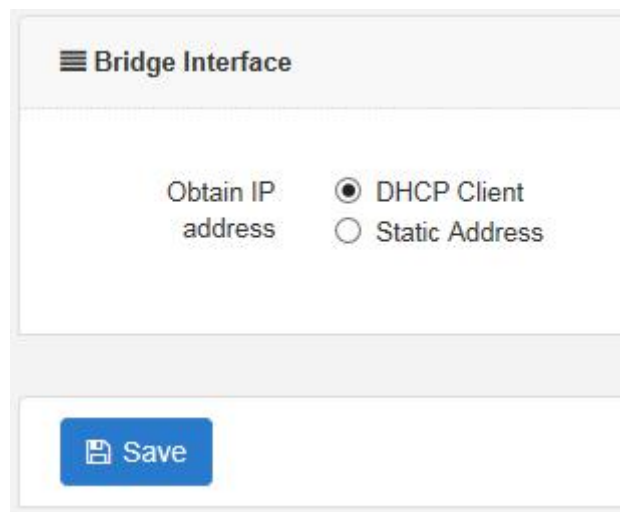 Bridge Interface
Obtain IP
address
DHCP Client
Static Address
Save